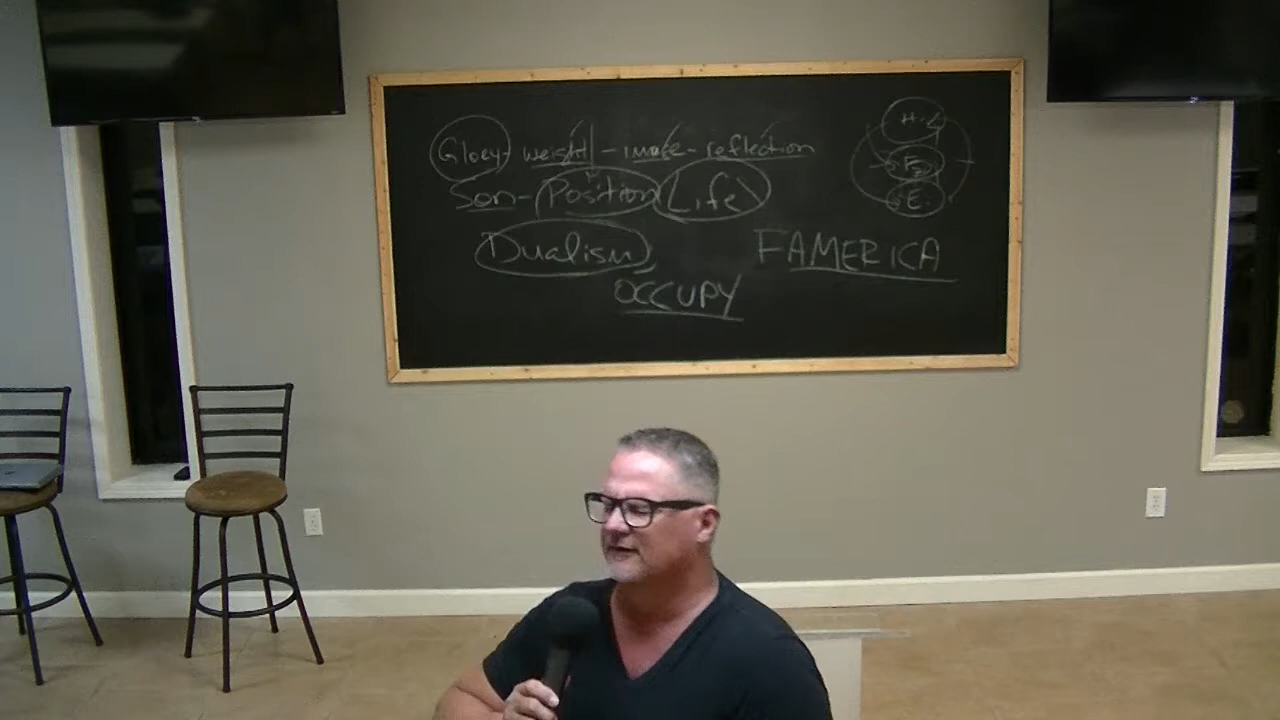 Glory- weight - image - reflection
Son - Position Life
Dualism
FAMERICA
OCCUPY
H.
E.